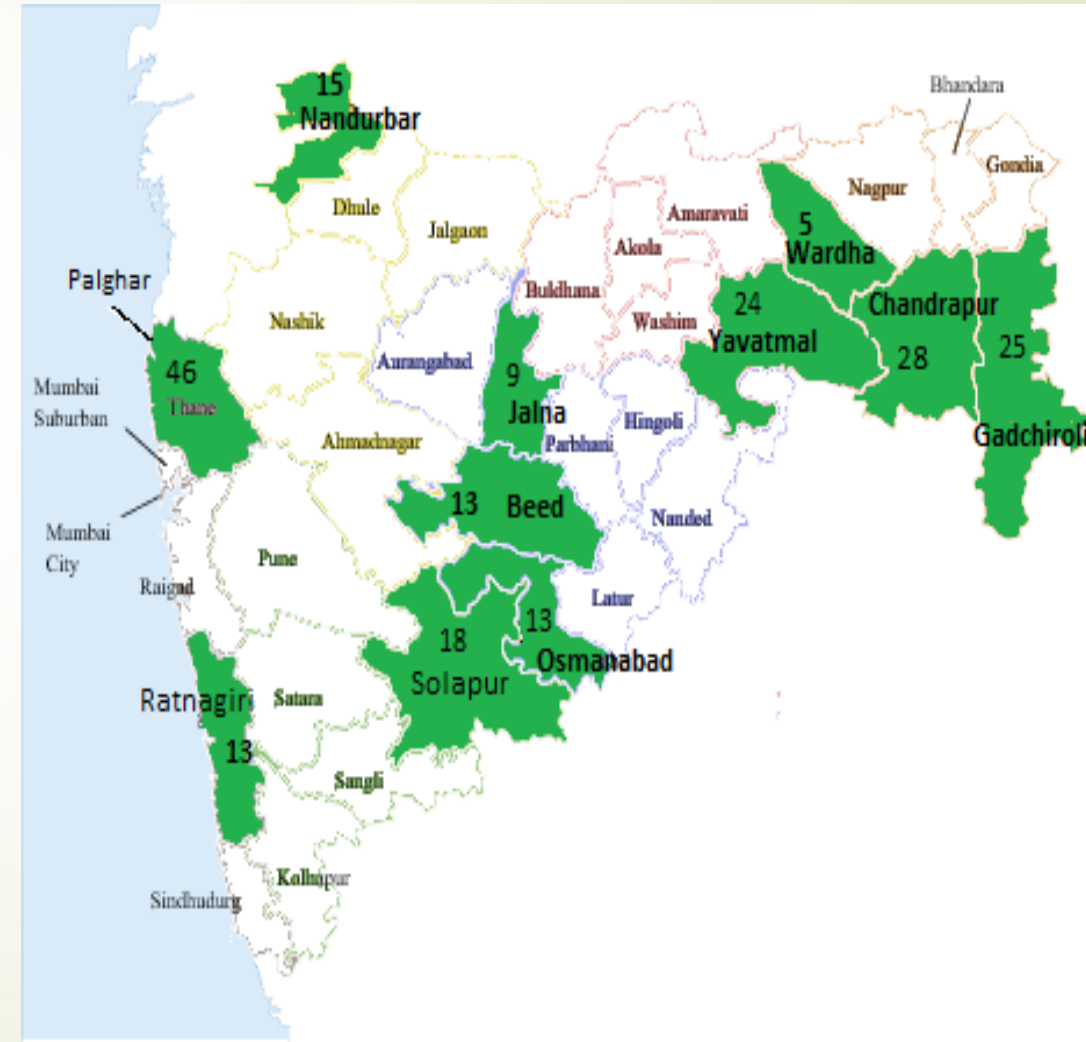 15
Nandurbar
Bhandara
Gondia
Nagpur
Dhule
Amaravati
Jalgaon
5
Wardha
Akola
Palghar
Buldhana
24
Chandrapur
Nashik
Washim
Yavatmal
25
Aurangabad
28
46
9
Mumbai
Suburban
Thane
Jalna
Hingoli
Gadchiroli
Ahmadnagar
Parbhani
13
Beed
Nanded
Mumbai
City
Pune
Raigad
Latur
13
18
Osmanabad
Solapur
Ratnagiri
Satara
13
Sangli
Kolhapur
Sindhudurg